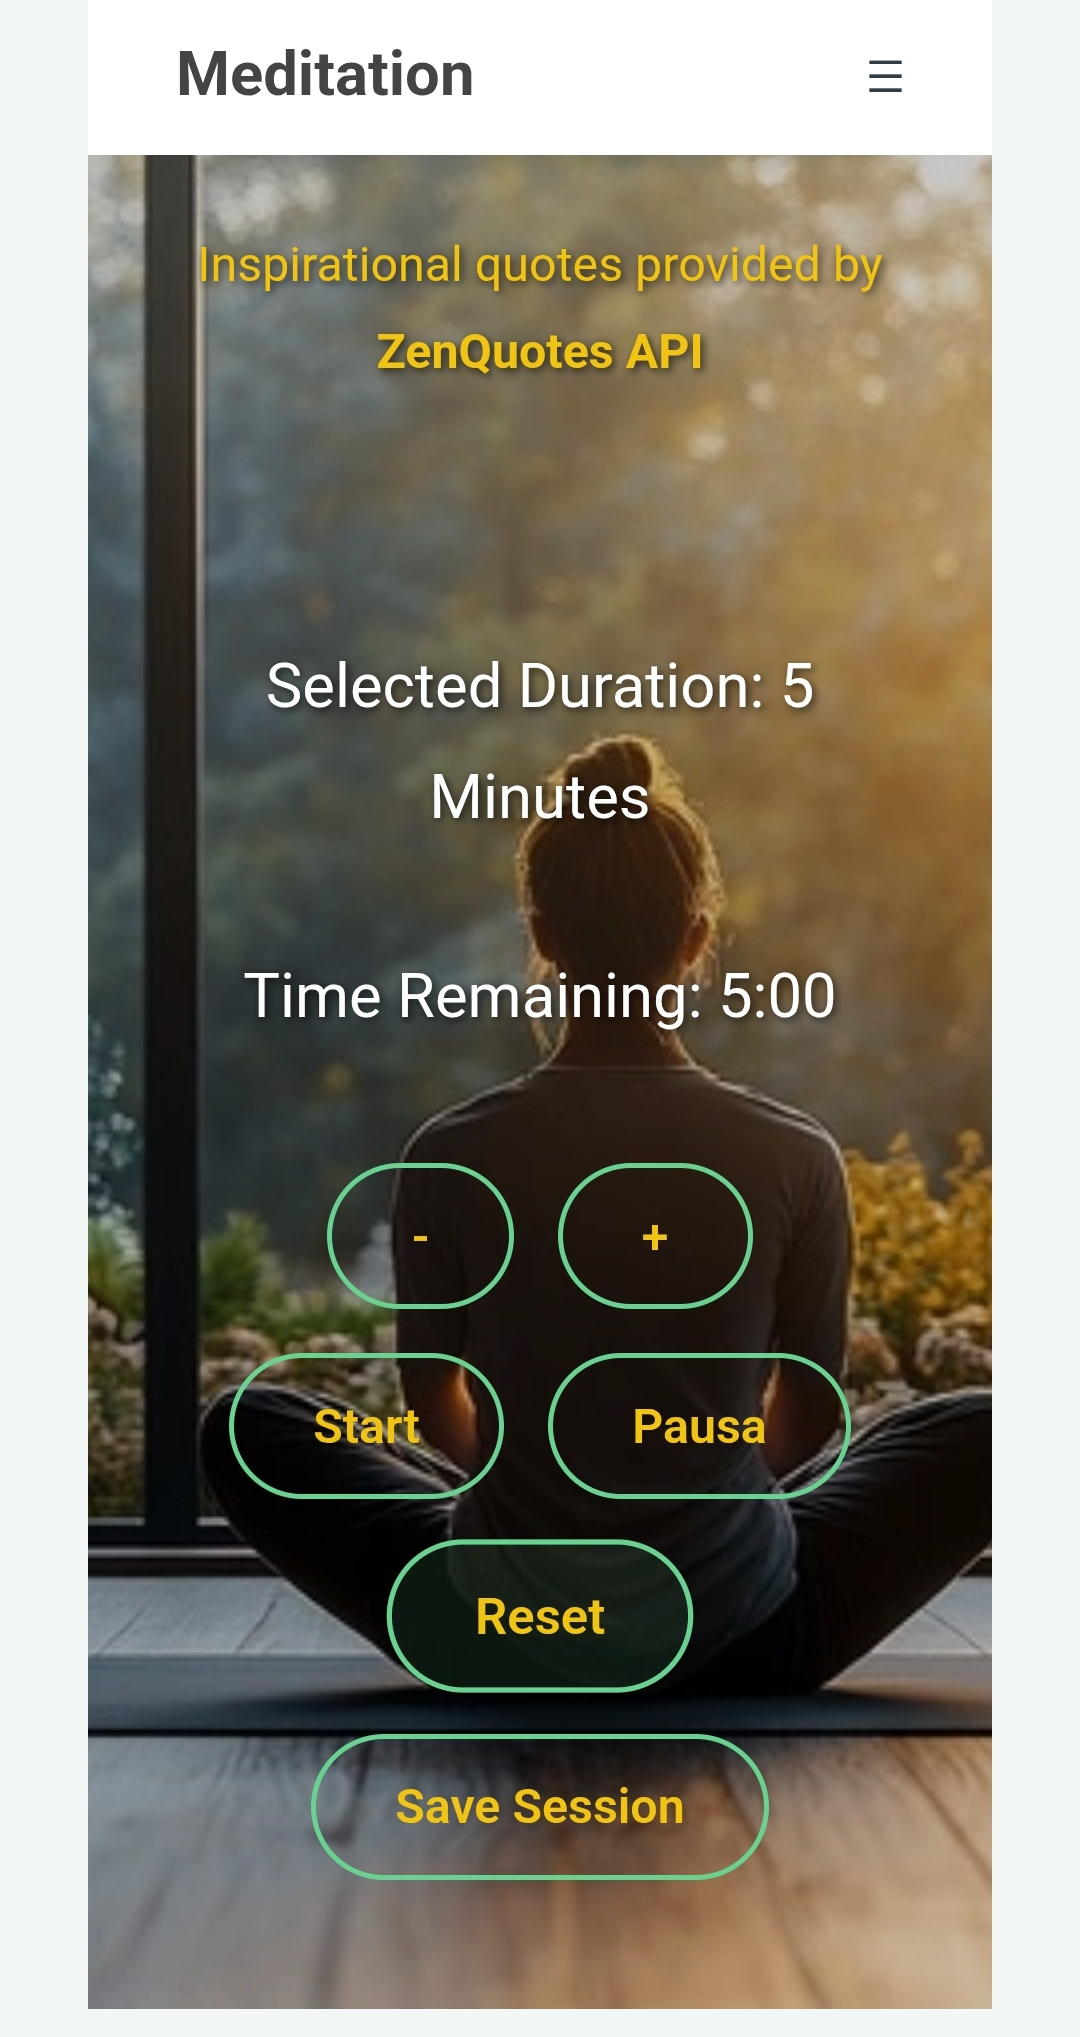 Meditation
Inspirational quotes provided by
ZenQuotes API
Selected Duration: 5
Minutes
Time Remaining: 5:00
- +
Start Pausa
Reset
Save Session